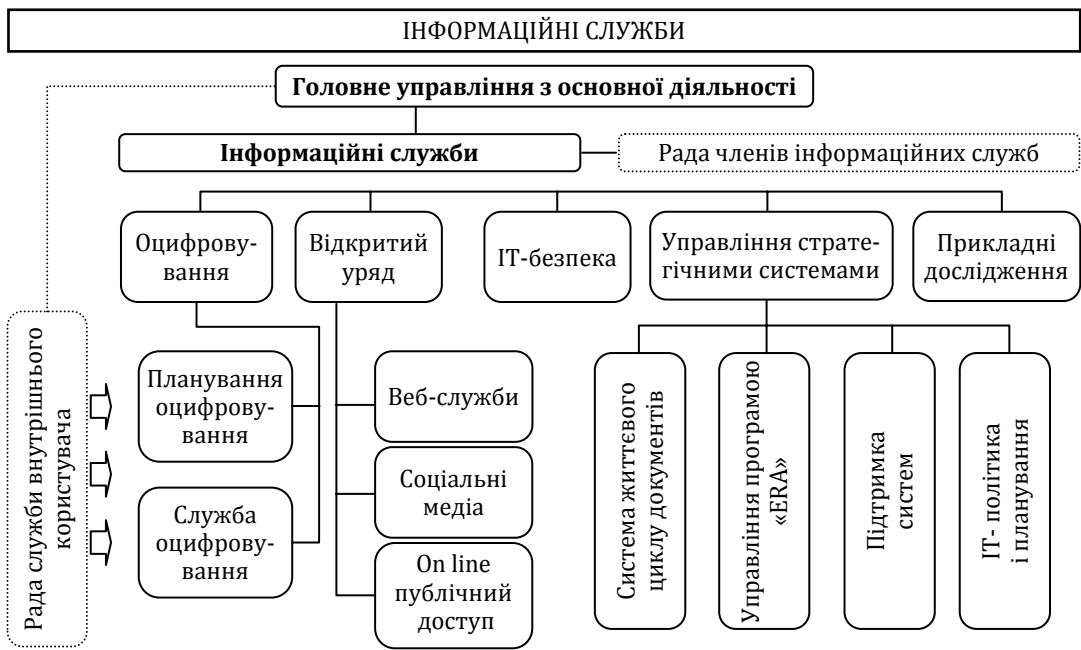 ІНФОРМАЦІЙНІ СЛУЖБИ
Головне управління з основної діяльності
Інформаційні служби
Рада членів інформаційних служб
Оцифрову-
вання
Відкритий
уряд
ІТ-безпека
Управління страте-
гічними системами
Прикладні
дослідження
Рада служби внутрішнього
користувача
Планування
оцифрову-
вання
Служба
оцифрову-
вання
Веб-служби
Соціальні
медіа
On line
публічний
доступ
Система життєвого
циклу документів
Управління програмою
«ERA»
Підтримка
систем
ІТ- політика
і планування